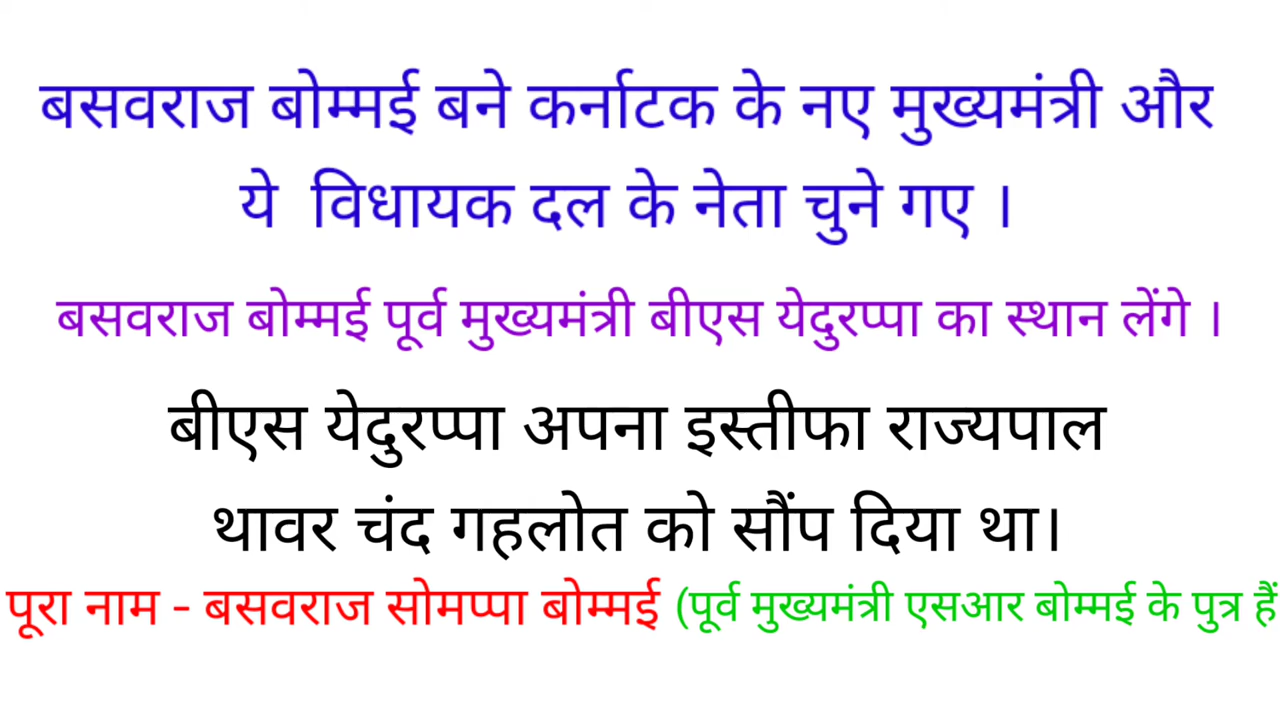 बसवराज बोम्मई बने कर्नाटक के नए मुख्यमंत्री और
ये विधायक दल के नेता चुने गए ।
बसवराज बोम्मई पूर्व मुख्यमंत्री बीएस येदुरप्पा का स्थान लेंगे ।
बीएस येदुरप्पा अपना इस्तीफा राज्यपाल
थावर चंद गहलोत को सौंप दिया था।
पूरा नाम - बसवराज सोमप्पा बोम्मई (पूर्व मुख्यमंत्री एसआर बोम्मई के पुत्र हैं